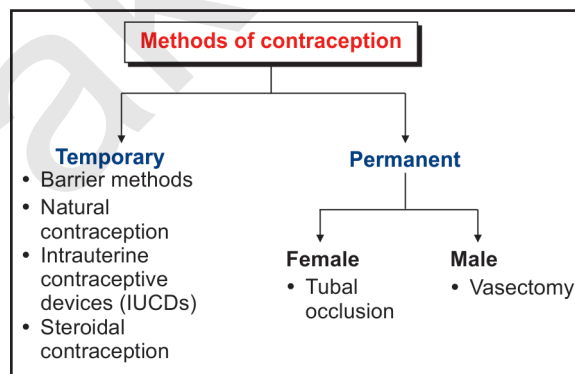 Methods of contraception
Temporary
• Barrier methods
• Natural
contraception
• Intrauterine
contraceptive
devices (IUCDs)
• Steroidal
contraception
Permanent
Female
• Tubal
occlusion
Male
• Vasectomy